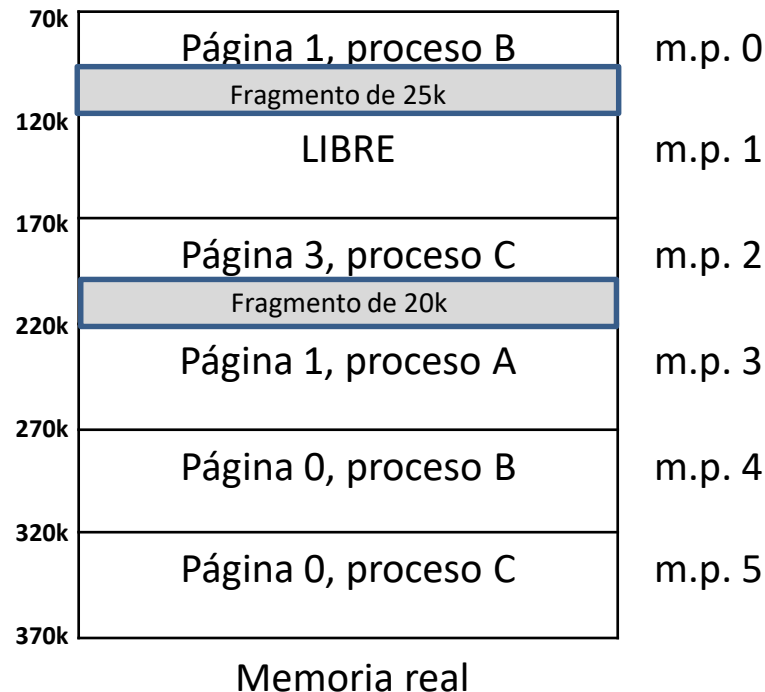 70k
Página 1, proceso B m.p. 0
Fragmento de 25k
120k
LIBRE m.p. 1
170k
Página 3, proceso C m.p. 2
Fragmento de 20k
220k
Página 1, proceso A m.p. 3
270k
Página 0, proceso B m.p. 4
320k
Página 0, proceso C m.p. 5
370k
Memoria real